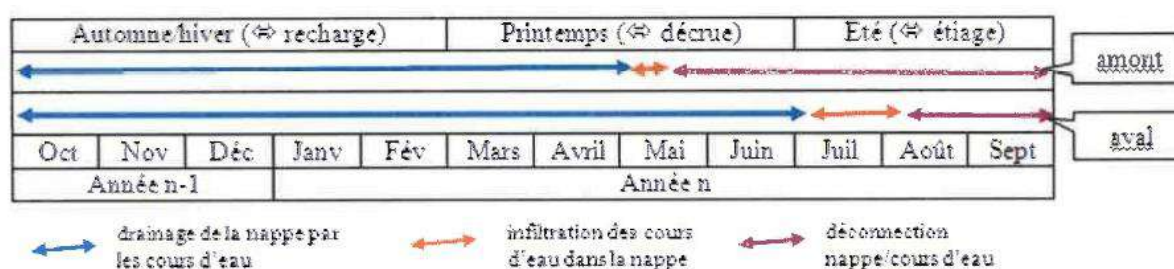 Automne/hiver (⇔ recharge) Printemps (⇔ décrue) Eté (⇔ étiage)
amont
aval
Oct Nov Déc Janv Fév Mars Avril Mai Juin Juil Août Sept
Année n-1 Année n
drainage de la nappe par
les cours d'eau
infiltration des cours
d'eau dans la nappe
déconnection
nappe/cours d'eau